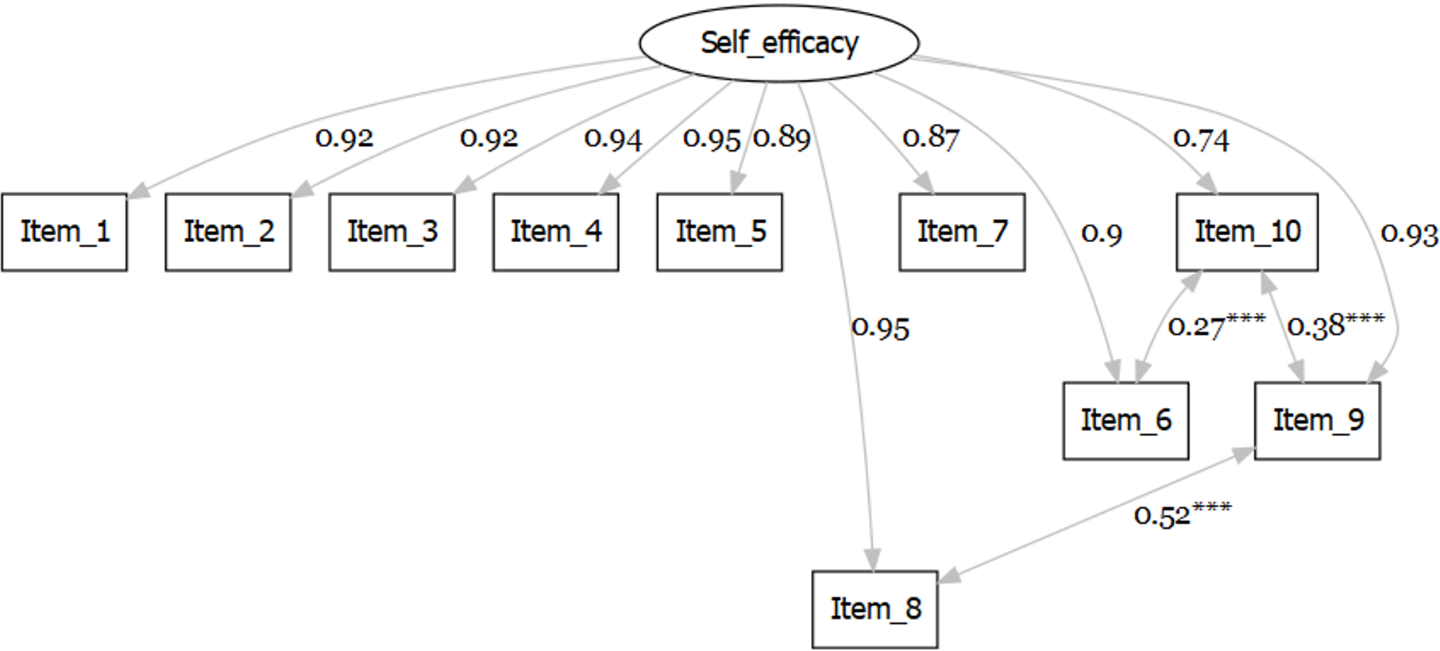 Self_efficacy
0.92 0.92 0.94 0.95 0.89 0.87 0.74
Item_1 Item_2 Item_3 Item_4 Item_5 Item_7 Item_10
0.9 0.93
0.95 0.27*** 0.38***
Item_6 Item_9
0.52***
Item_8